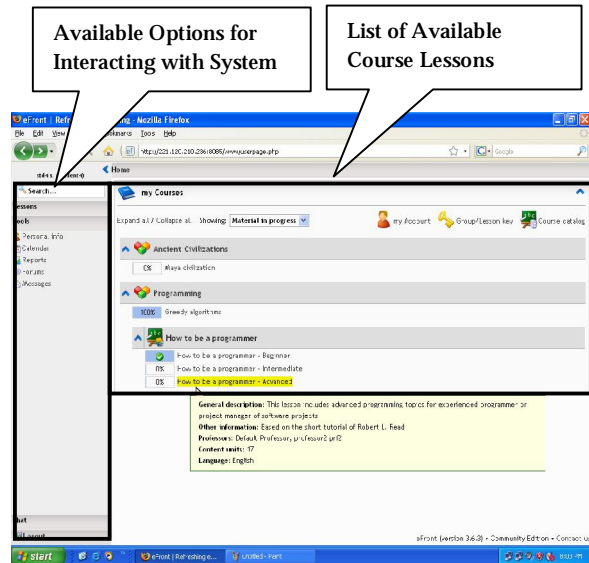 Available Options for
Interacting with System
List of Available
Course Lessons
eFront | Refreshing - Mozilla Firefox
File Edit View Bookmarks Tools Help
http://221.120.210.236:8085/www/userpage.php
Google
Home
Search...
my Courses
Lessons
Tools
Personal info
Calendar
Reports
Forums
Messages
Expand all / Collapse all Showing: Material in progress
my Account Group/Lesson key Course catalog
Ancient Civilizations
0% Maya civilization
Programming
100% Greedy algorithms
How to be a programmer
How to be a programmer - Beginner
0% How to be a programmer - Intermediate
0% How to be a programmer - Advanced
General description: This lesson includes advanced programming topics for experienced programmer or
project manager of software projects
Other information: Based on the short tutorial of Robert L. Read
Professors: Default Professor, professor2 prf2
Content units: 17
Language: English
Chat
Logout
eFront (version 3.6.3) • Community Edition • Contact us
start
eFront | Refreshing e...
untitled - Paint